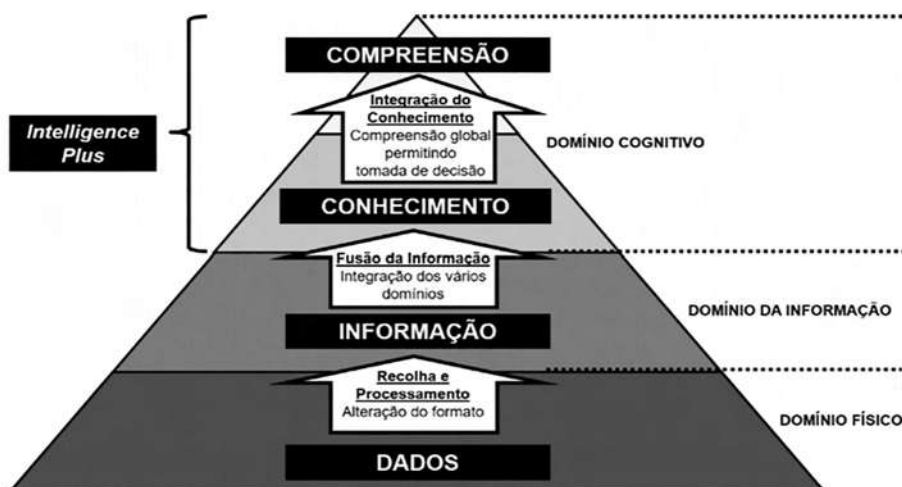 COMPREENSÃO
Integração do
Conhecimento
Compreensão global
permitindo
tomada de decisão
Intelligence
Plus
DOMÍNIO COGNITIVO
CONHECIMENTO
Fusão da Informação
Integração dos vários
domínios
DOMÍNIO DA INFORMAÇÃO
INFORMAÇÃO
Recolha e
Processamento
Alteração do formato
DOMÍNIO FÍSICO
DADOS